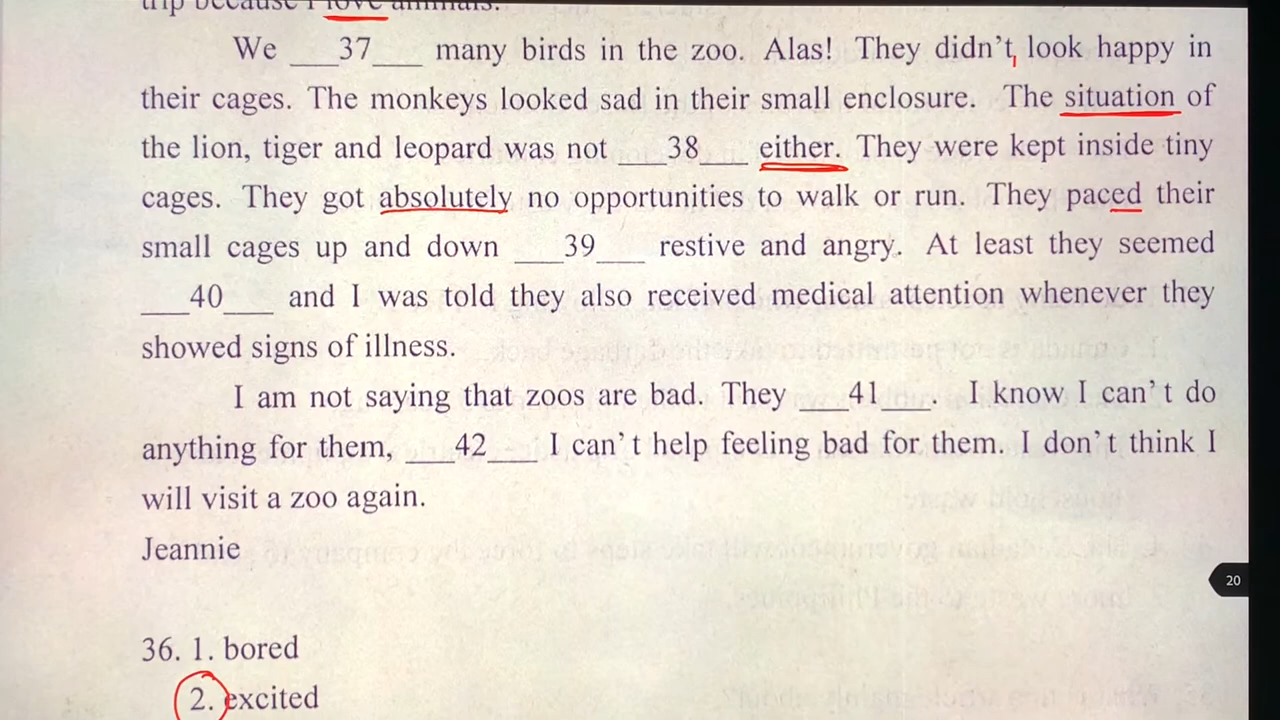 trip because I love animals.
We ___37___ many birds in the zoo. Alas! They didn't look happy in
their cages. The monkeys looked sad in their small enclosure. The situation of
the lion, tiger and leopard was not ___38___ either. They were kept inside tiny
cages. They got absolutely no opportunities to walk or run. They paced their
small cages up and down ___39___ restive and angry. At least they seemed
___40___ and I was told they also received medical attention whenever they
showed signs of illness.
I am not saying that zoos are bad. They ___41___. I know I can't do
anything for them, ___42___ I can't help feeling bad for them. I don't think I
will visit a zoo again.
Jeannie
20
36. 1. bored
2. excited